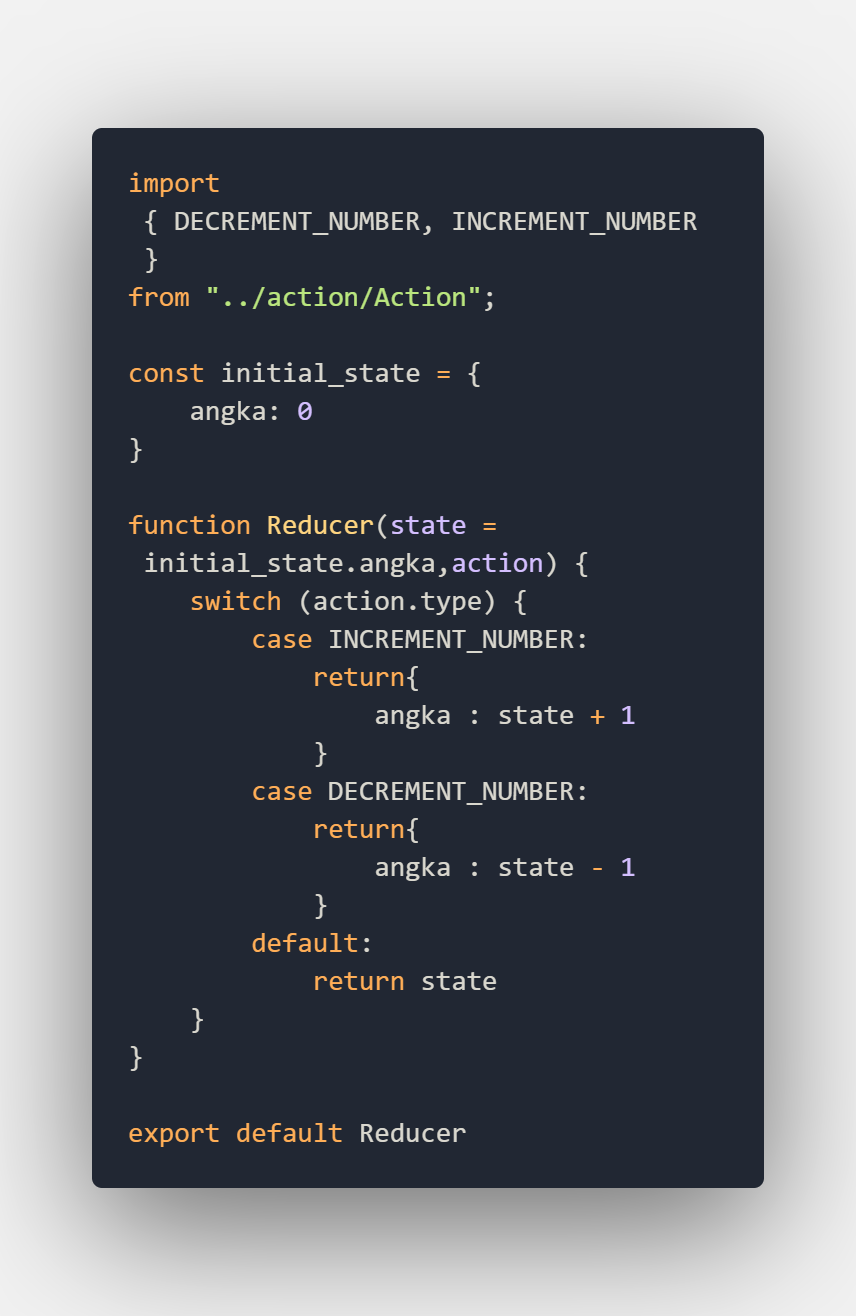 import
 { DECREMENT_NUMBER, INCREMENT_NUMBER
 }
from "../action/Action";

const initial_state = {
    angka: 0
}

function Reducer(state =
 initial_state.angka,action) {
    switch (action.type) {
        case INCREMENT_NUMBER:
            return{
                angka : state + 1
            }
        case DECREMENT_NUMBER:
            return{
                angka : state - 1
            }
        default:
            return state
    }
}

export default Reducer